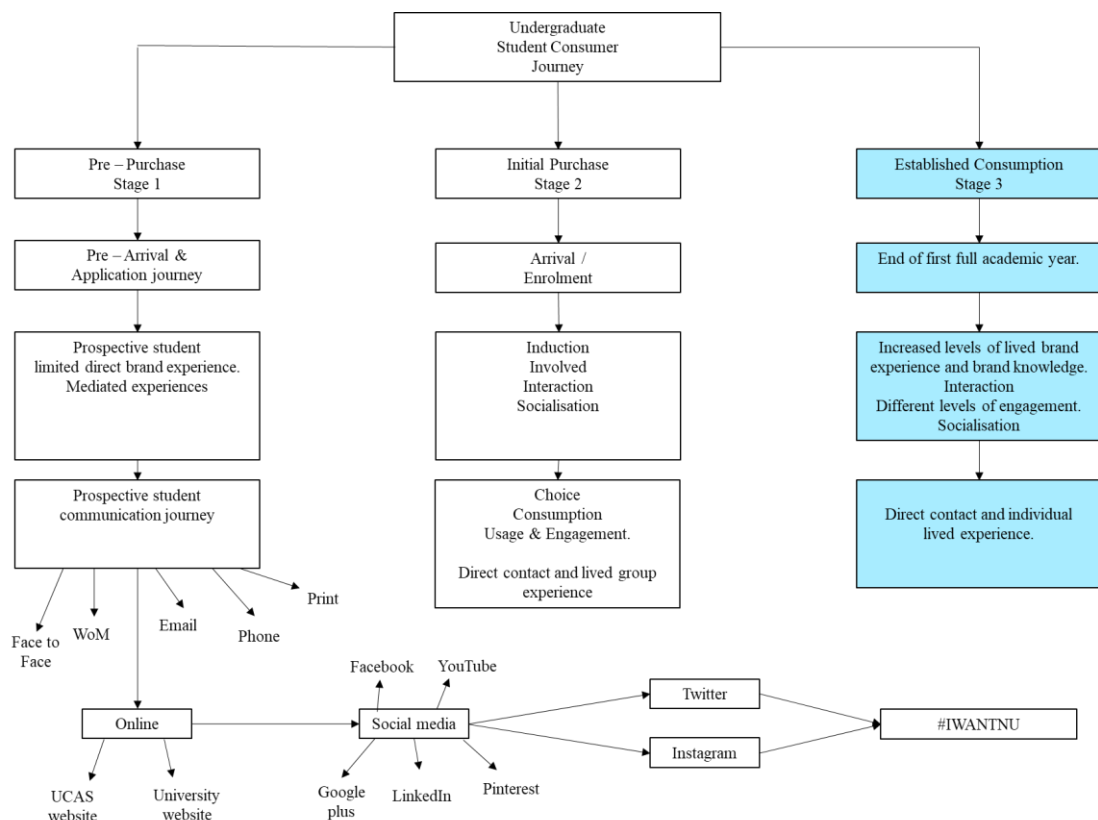 Undergraduate
Student Consumer
Journey
Pre – Purchase
Stage 1
Initial Purchase
Stage 2
Established Consumption
Stage 3
Pre – Arrival &
Application journey
Arrival /
Enrolment
End of first full academic year.
Prospective student
limited direct brand experience.
Mediated experiences
Induction
Involved
Interaction
Socialisation
Increased levels of lived brand
experience and brand knowledge.
Interaction
Different levels of engagement.
Socialisation
Prospective student
communication journey
Choice
Consumption
Usage & Engagement.
Direct contact and lived group
experience
Direct contact and individual
lived experience.
Face to
Face
WoM
Email
Phone
Print
Online
UCAS
website
University
website
Social media
Facebook
YouTube
Google
plus
LinkedIn
Pinterest
Twitter
Instagram
#IWANTNU